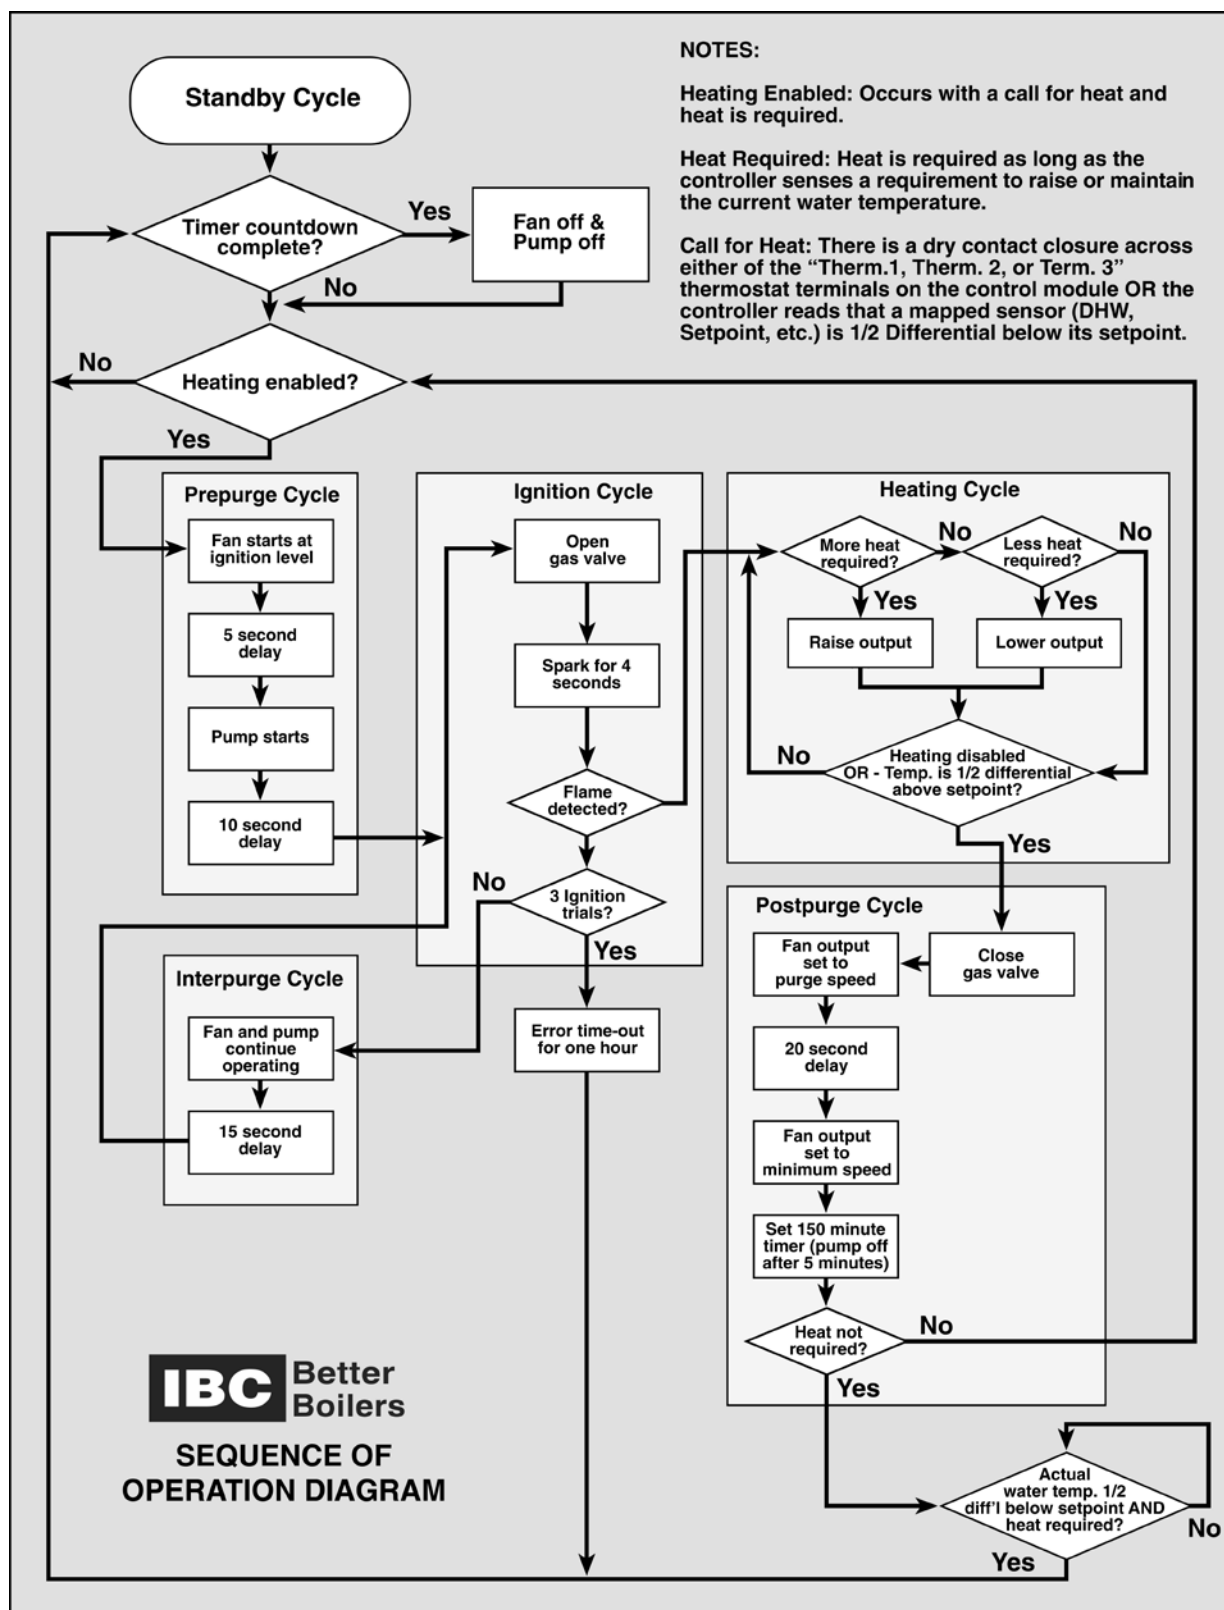 NOTES:
Heating Enabled: Occurs with a call for heat and
heat is required.
Heat Required: Heat is required as long as the
controller senses a requirement to raise or maintain
the current water temperature.
Call for Heat: There is a dry contact closure across
either of the “Therm.1, Therm. 2, or Term. 3”
thermostat terminals on the control module OR the
controller reads that a mapped sensor (DHW,
Setpoint, etc.) is 1/2 Differential below its setpoint.
Standby Cycle
Timer countdown
complete?
Yes
Fan off &
Pump off
No
Heating enabled?
No
Yes
Prepurge Cycle
Fan starts at
ignition level
5 second
delay
Pump starts
10 second
delay
Ignition Cycle
Open
gas valve
Spark for 4
seconds
Flame
detected?
3 Ignition
trials?
No
Yes
Error time-out
for one hour
Interpurge Cycle
Fan and pump
continue
operating
15 second
delay
Heating Cycle
More heat
required?
No
Less heat
required?
No
Yes
Yes
Raise output
Lower output
Heating disabled
OR - Temp. is 1/2 differential
above setpoint?
No
Yes
Postpurge Cycle
Close
gas valve
Fan output
set to
purge speed
20 second
delay
Fan output
set to
minimum speed
Set 150 minute
timer (pump off
after 5 minutes)
Heat not
required?
No
Yes
Actual
water temp. 1/2
diff'l below setpoint AND
heat required?
No
Yes
IBC Better
Boilers
SEQUENCE OF
OPERATION DIAGRAM